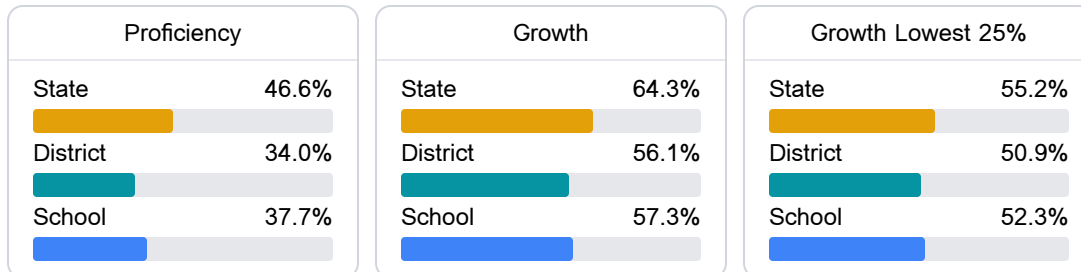 Proficiency
State 46.6%
District 34.0%
School 37.7%
Growth
State 64.3%
District 56.1%
School 57.3%
Growth Lowest 25%
State 55.2%
District 50.9%
School 52.3%